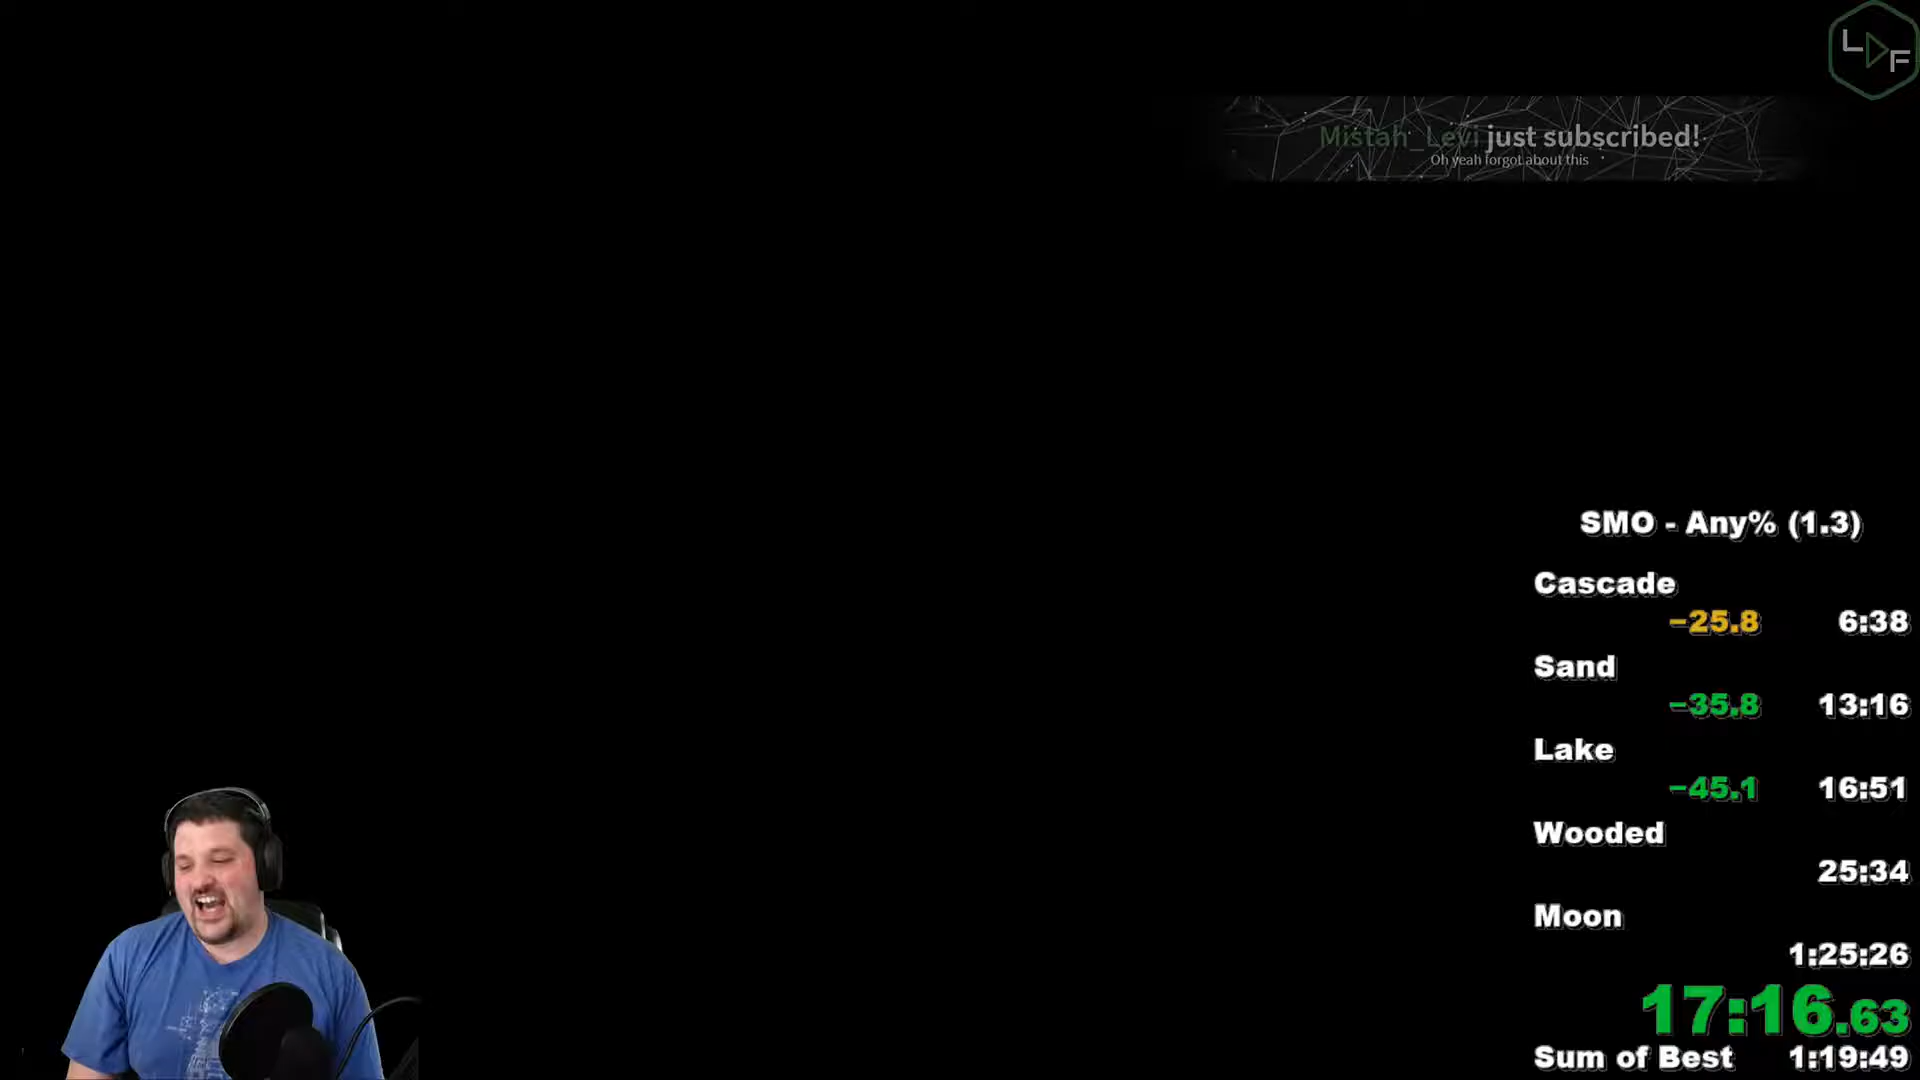 L F
Mistah_Levi just subscribed!
Oh yeah forgot about this
SMO - Any% (1.3)
Cascade
-25.8 6:38
Sand
-35.8 13:16
Lake
-45.1 16:51
Wooded
25:34
Moon
1:25:26
17:16.63
Sum of Best 1:19:49